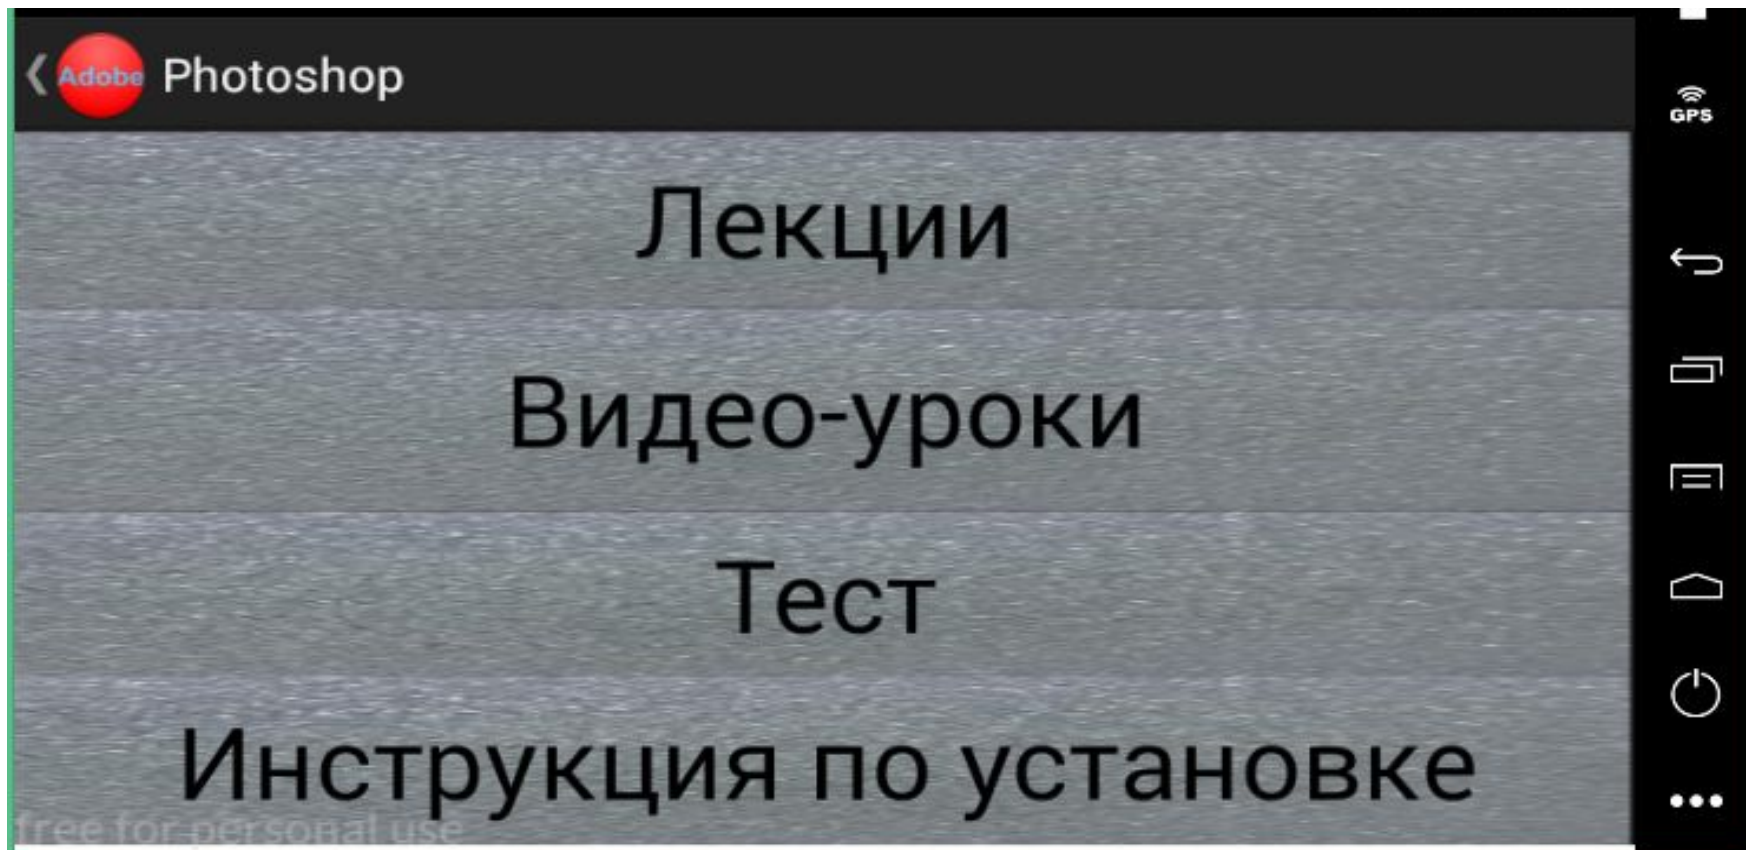 Adobe Photoshop
GPS
Лекции
Видео-уроки
Тест
Инструкция по установке
free for personal use